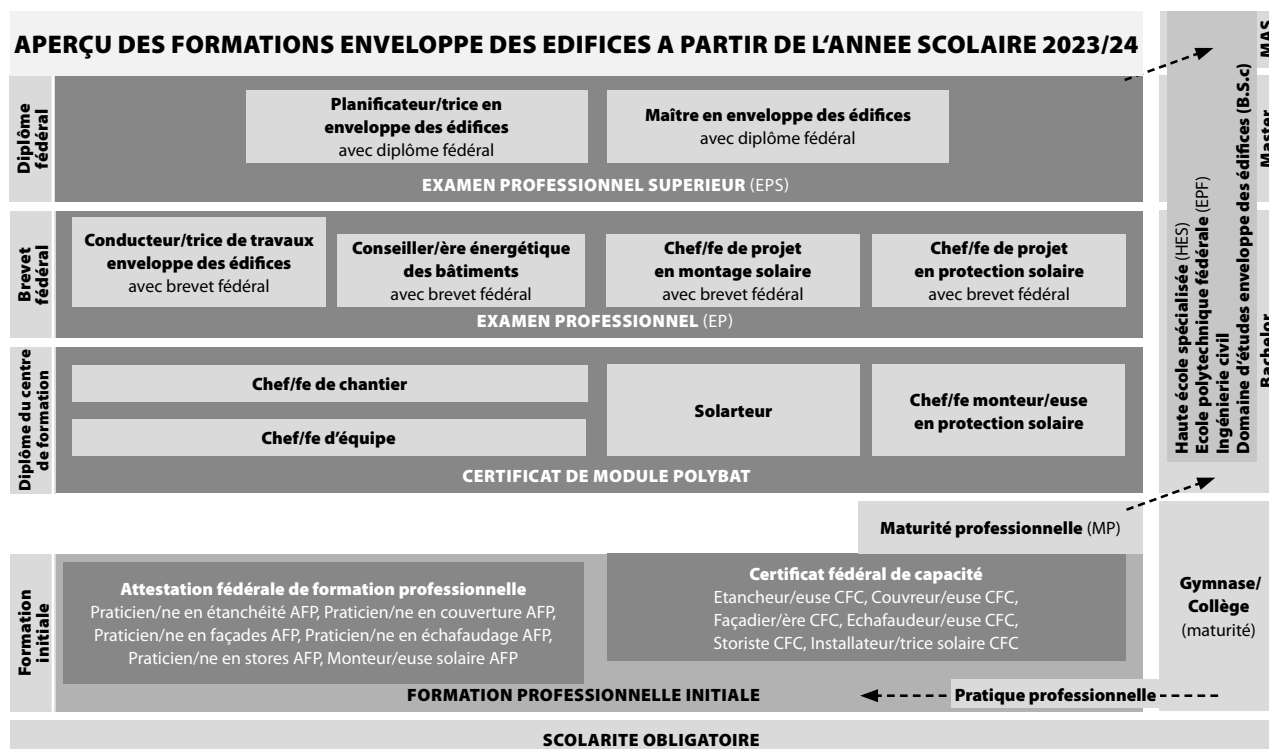 APERÇU DES FORMATIONS ENVELOPPE DES EDIFICES A PARTIR DE L'ANNEE SCOLAIRE 2023/24
Diplôme
fédéral
Planificateur/trice en
enveloppe des édifices
avec diplôme fédéral
Maître en enveloppe des édifices
avec diplôme fédéral
EXAMEN PROFESSIONNEL SUPERIEUR (EPS)
Brevet
fédéral
Conducteur/trice de travaux
enveloppe des édifices
avec brevet fédéral
Conseiller/ère énergétique
des bâtiments
avec brevet fédéral
Chef/fe de projet
en montage solaire
avec brevet fédéral
Chef/fe de projet
en protection solaire
avec brevet fédéral
EXAMEN PROFESSIONNEL (EP)
Diplôme du centre
de formation
Chef/fe de chantier
Chef/fe d'équipe
Solarteur
Chef/fe monteur/euse
en protection solaire
CERTIFICAT DE MODULE POLYBAT
Maturité professionnelle (MP)
Formation
initiale
Attestation fédérale de formation professionnelle
Praticien/ne en étanchéité AFP, Praticien/ne en couverture AFP,
Praticien/ne en façades AFP, Praticien/ne en échafaudage AFP,
Praticien/ne en stores AFP, Monteur/euse solaire AFP
Certificat fédéral de capacité
Etancheur/euse CFC, Couvreur/euse CFC,
Façadier/ère CFC, Echafaudeur/euse CFC,
Storiste CFC, Installateur/trice solaire CFC
FORMATION PROFESSIONNELLE INITIALE
Pratique professionnelle
SCOLARITE OBLIGATOIRE
Haute école spécialisée (HES)
Ecole polytechnique fédérale (EPF)
Ingénierie civil
Domaine d'études enveloppe des édifices (B.S.c)
MAS
Master
Bachelor
Gymnase/
Collège
(maturité)